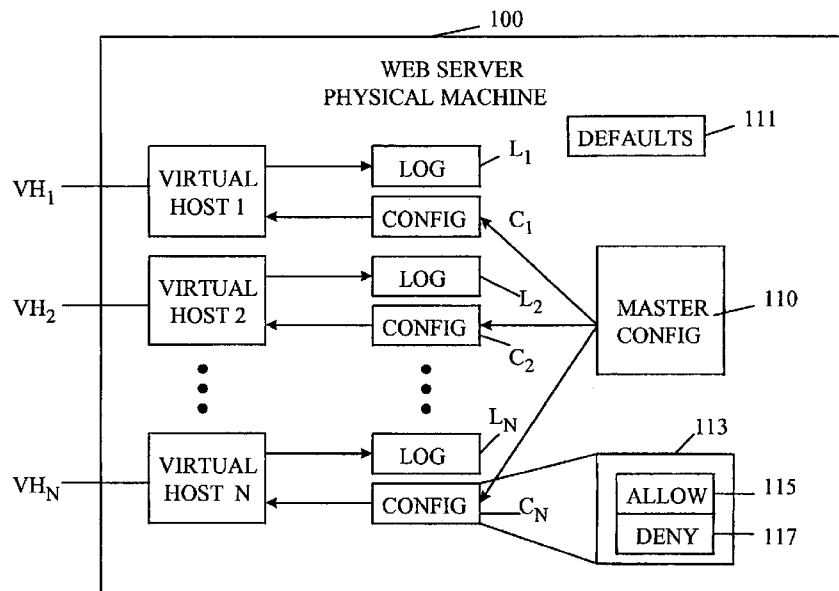 100
WEB SERVER
PHYSICAL MACHINE
111
DEFAULTS
VH1
VIRTUAL
HOST 1
LOG
L1
CONFIG
C1
VH2
VIRTUAL
HOST 2
LOG
L2
CONFIG
C2
MASTER
CONFIG
110
VHN
VIRTUAL
HOST N
LOG
LN
CONFIG
CN
113
ALLOW
115
DENY
117